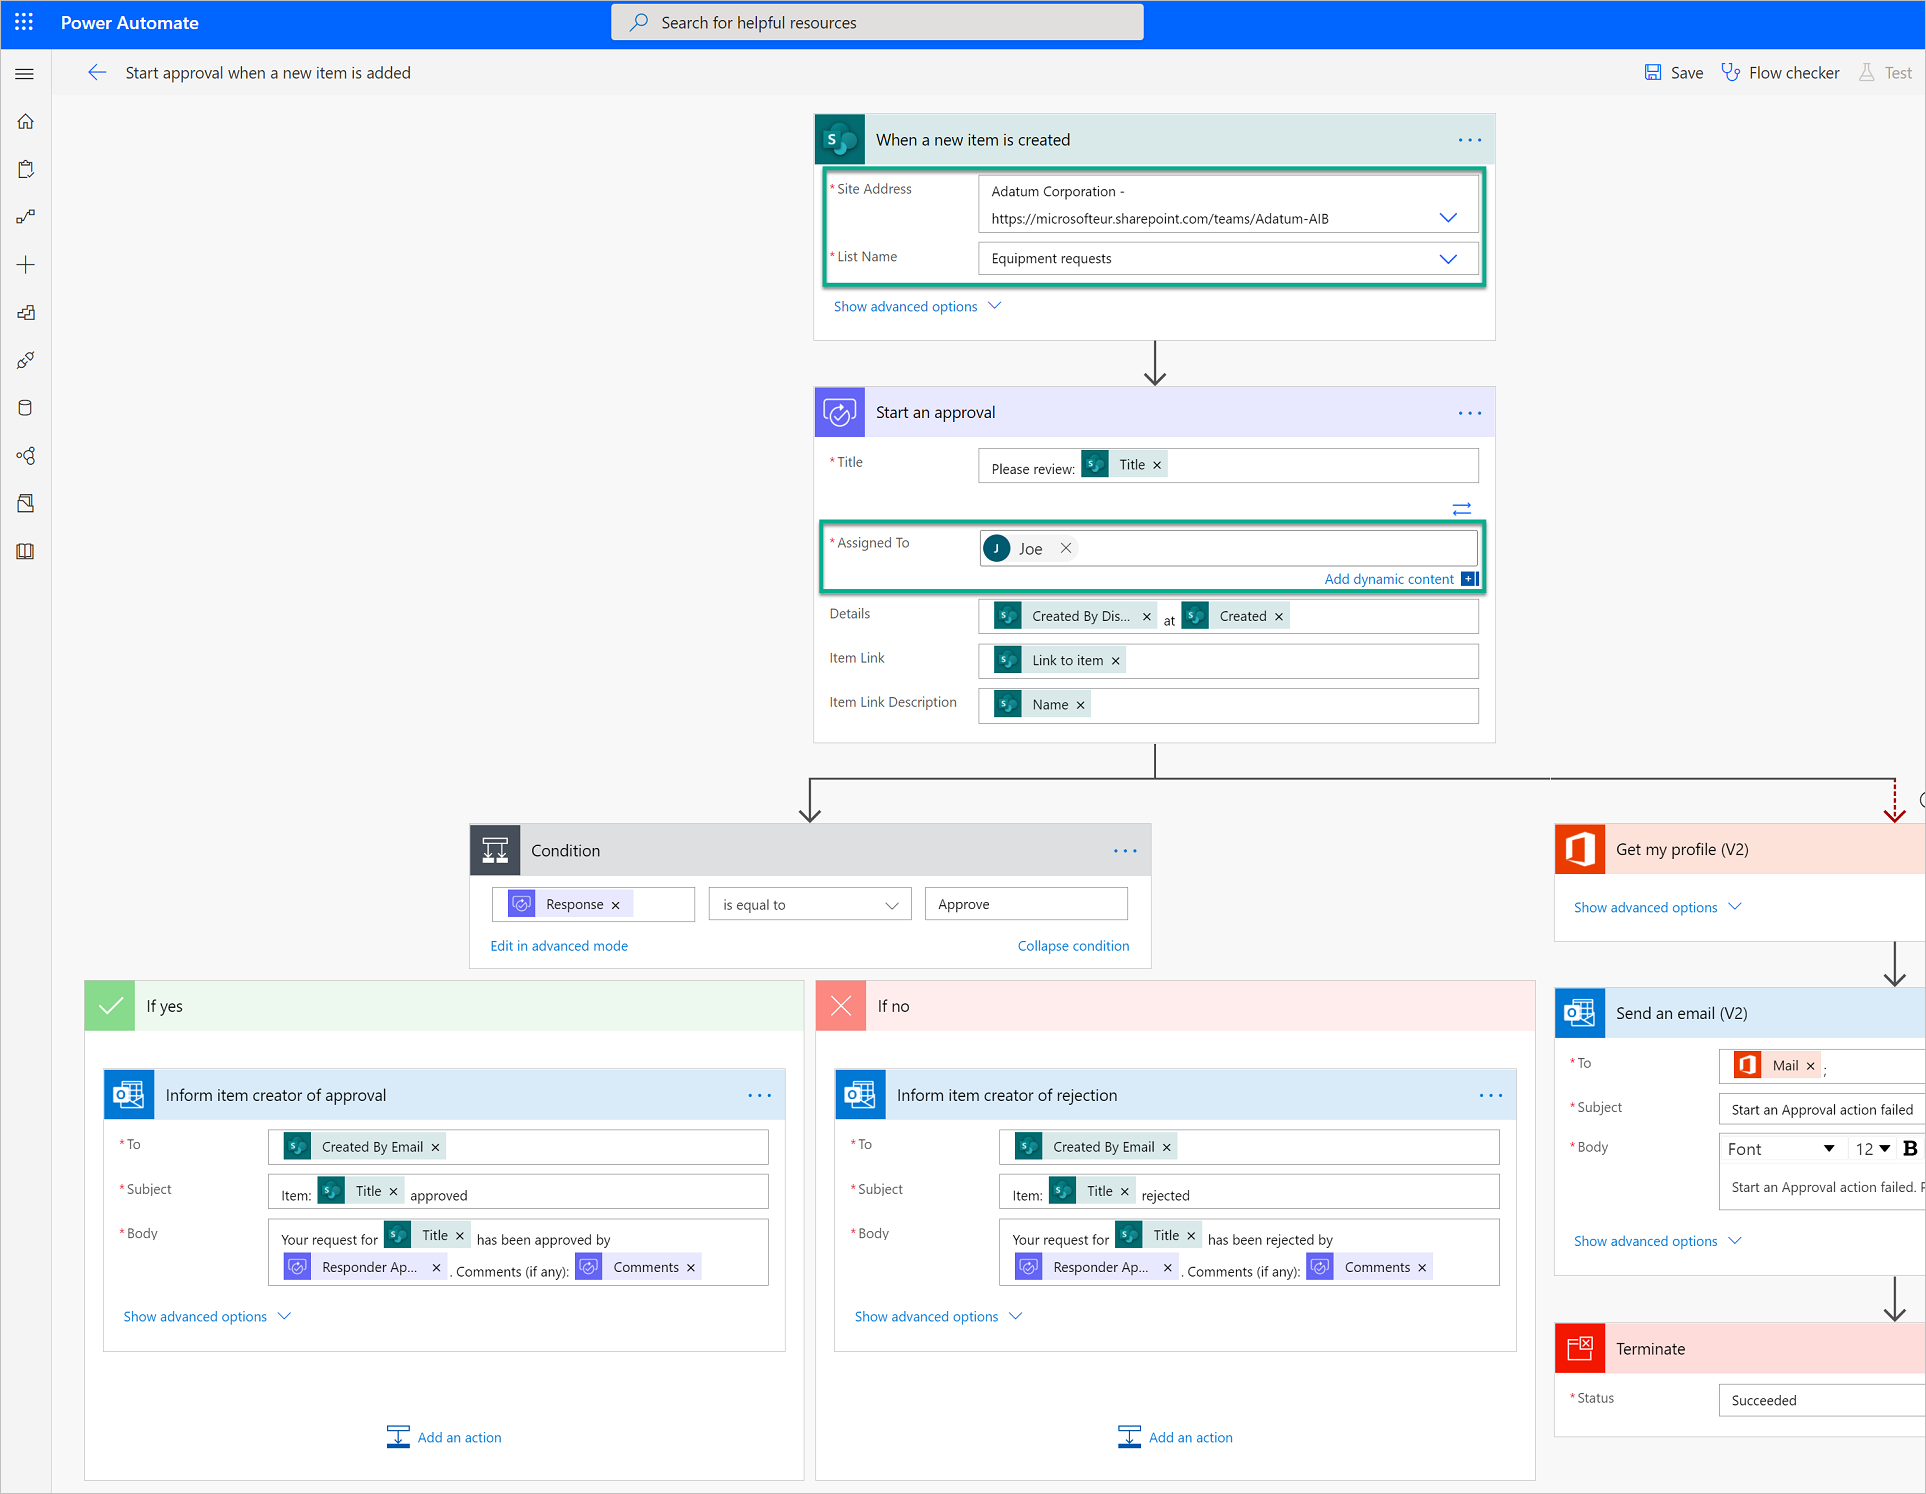 Power Automate
Search for helpful resources
Start approval when a new item is added
Save
Flow checker
Test
When a new item is created
* Site Address
Adatum Corporation -
https://microsofteur.sharepoint.com/teams/Adatum-AIB
* List Name
Equipment requests
Show advanced options
Start an approval
* Title
Please review: Title ×
* Assigned To
J Joe
Add dynamic content
Details
Created By Dis... × at Created ×
Item Link
Link to item ×
Item Link Description
Name ×
Condition
Response ×
is equal to
Approve
Edit in advanced mode
Collapse condition
Get my profile (V2)
Show advanced options
If yes
If no
Inform item creator of approval
* To
Created By Email ×
* Subject
Item: Title × approved
* Body
Your request for Title × has been approved by
Responder Ap... × . Comments (if any): Comments ×
Show advanced options
Add an action
Inform item creator of rejection
* To
Created By Email ×
* Subject
Item: Title × rejected
* Body
Your request for Title × has been rejected by
Responder Ap... × . Comments (if any): Comments ×
Show advanced options
Add an action
Send an email (V2)
* To
Mail × ;
* Subject
Start an Approval action failed
* Body
Font 12 B
Start an Approval action failed.
Show advanced options
Terminate
* Status
Succeeded